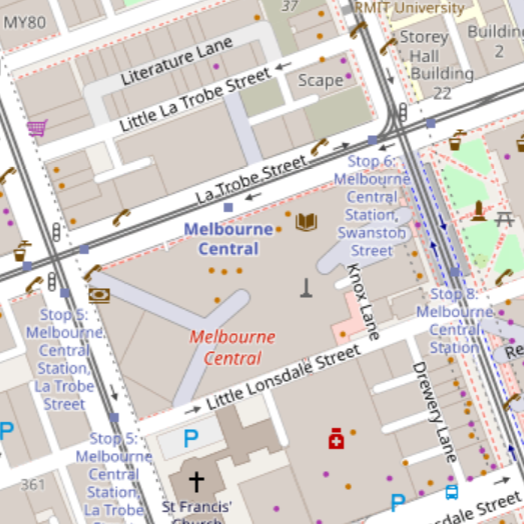 37
RMIT University
MY80
Literature Lane
Storey
Hall
Building
2
Building
22
Scape
Little La Trobe Street
La Trobe Street
Stop 6:
Melbourne
Central
Station,
Swanston
Street
Melbourne
Central
Knox Lane
Stop 8:
Melbourne
Central
Station
Stop 5:
Melbourne
Central
Station,
La Trobe
Street
Melbourne
Central
Little Lonsdale Street
Re
Drewery Lane
P
P
Stop 5:
Melbourne
Central
Station,
La Trobe
361
St Francis'
Church
P
sdale Street